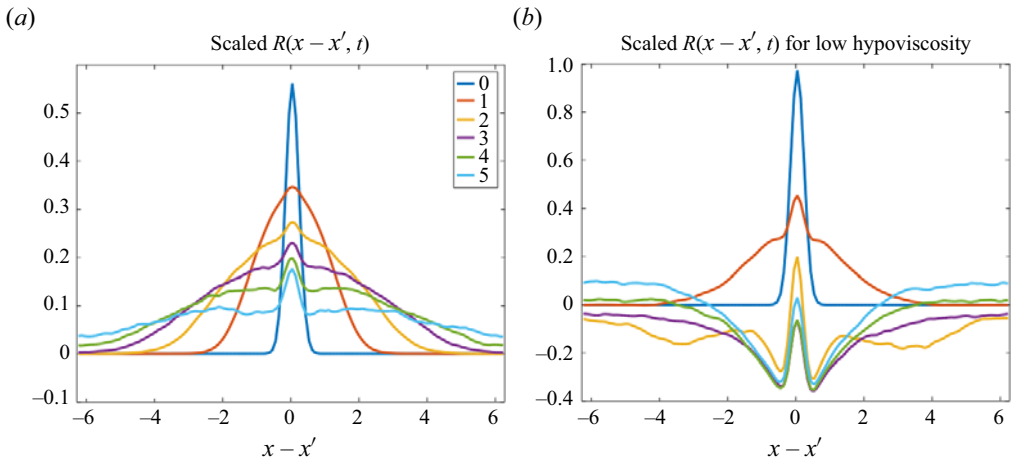 (a)
Scaled R(x – x′, t)
0.5
0.4
0.3
0.2
0.1
0
–0.1
–6 –4 –2 0 2 4 6
x – x′
0
1
2
3
4
5
(b)
Scaled R(x – x′, t) for low hypoviscosity
1.0
0.8
0.6
0.4
0.2
0
–0.2
–0.4
–6 –4 –2 0 2 4 6
x – x′